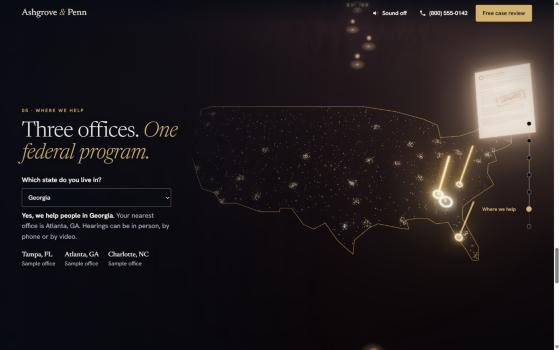 Ashgrove & Penn
Sound off
(800) 555-0142
Free case review
05 · WHERE WE HELP
Three offices. One
federal program.
Which state do you live in?
Georgia
Yes, we help people in Georgia. Your nearest
office is Atlanta, GA. Hearings can be in person, by
phone or by video.
Tampa, FL
Sample office
Atlanta, GA
Sample office
Charlotte, NC
Sample office
Where we help